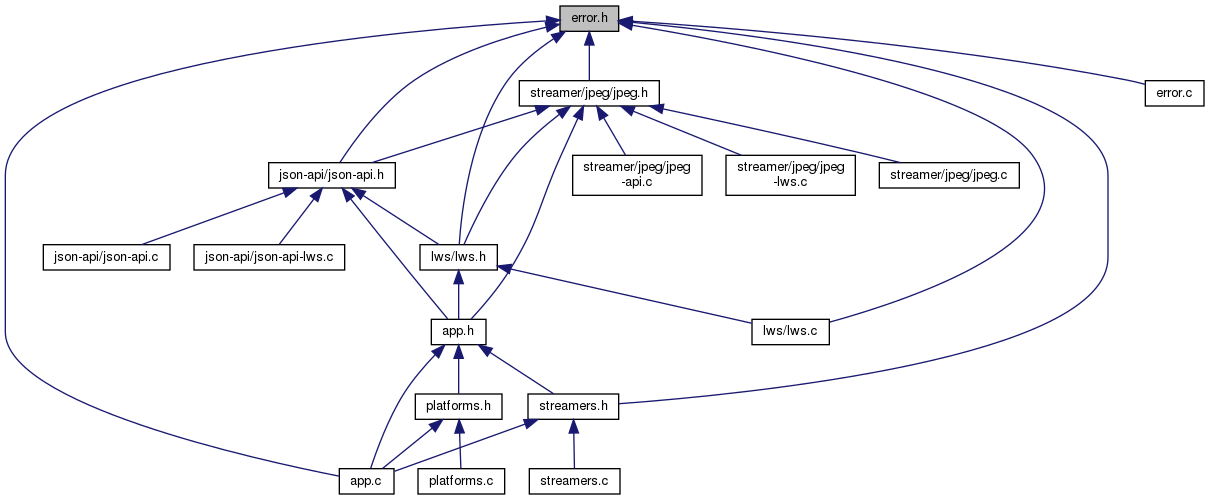 error.h
streamer/jpeg/jpeg.h
error.c
json-api/json-api.h
streamer/jpeg/jpeg
-api.c
streamer/jpeg/jpeg
-lws.c
streamer/jpeg/jpeg.c
json-api/json-api.c
json-api/json-api-lws.c
lws/lws.h
app.h
lws/lws.c
platforms.h
streamers.h
app.c
platforms.c
streamers.c